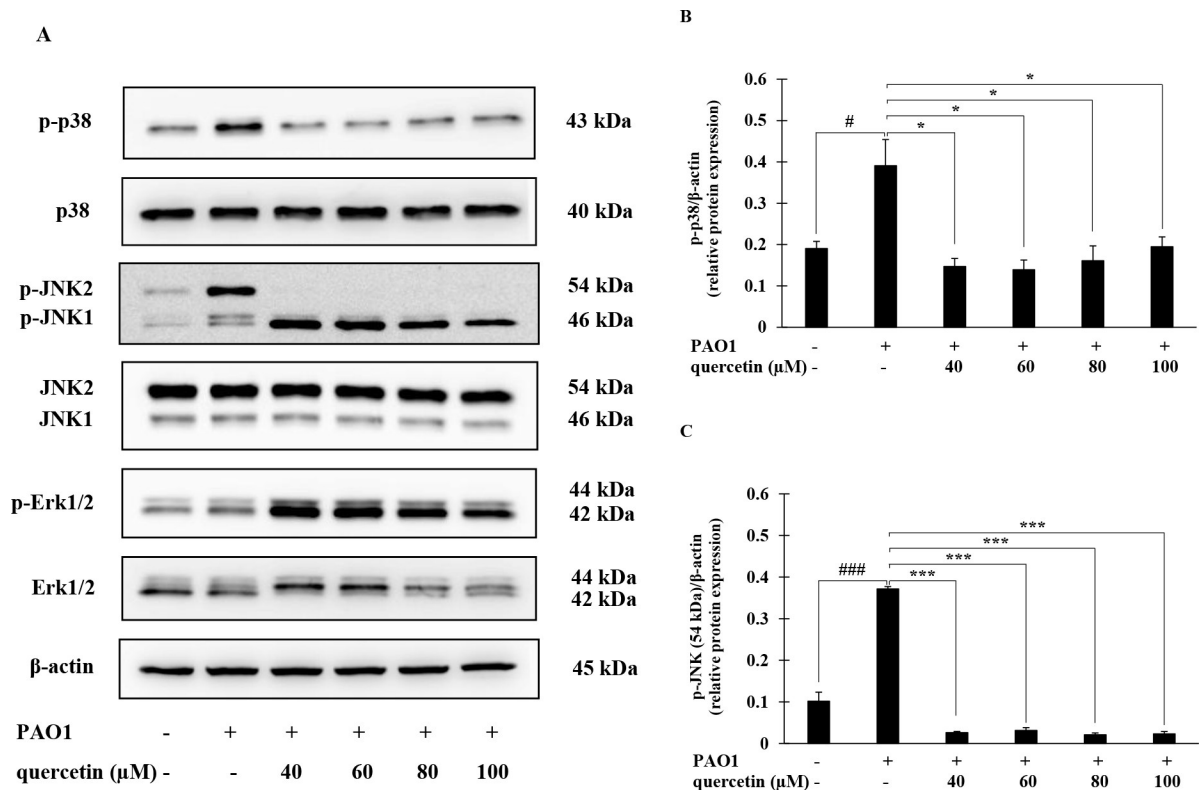 A
p-p38 43 kDa
p38 40 kDa
p-JNK2 54 kDa
p-JNK1 46 kDa
JNK2 54 kDa
JNK1 46 kDa
p-Erk1/2 44 kDa
42 kDa
Erk1/2 44 kDa
42 kDa
β-actin 45 kDa
PAO1 - + + + + +
quercetin (μM) - - 40 60 80 100
B
p-p38/β-actin
(relative protein expression)
0.6
0.5
0.4
0.3
0.2
0.1
0
# * * * *
PAO1 - + + + + +
quercetin (μM) - - 40 60 80 100
C
p-JNK (54 kDa)/β-actin
(relative protein expression)
0.6
0.5
0.4
0.3
0.2
0.1
0
### *** *** *** ***
PAO1 - + + + + +
quercetin (μM) - - 40 60 80 100